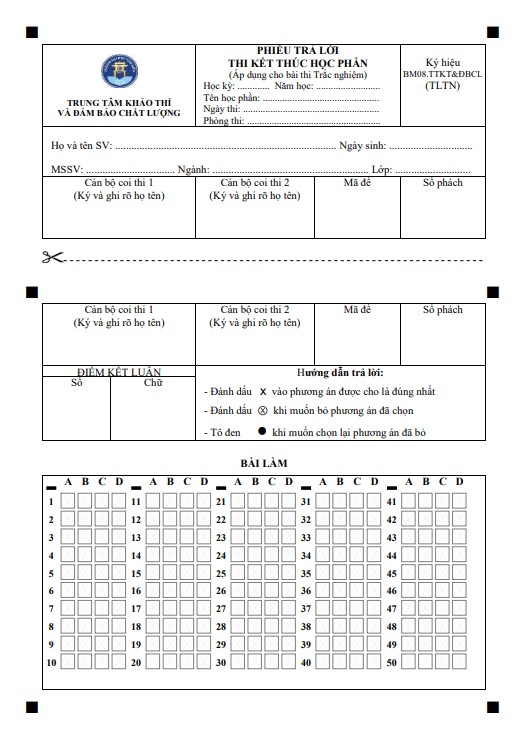 TRUNG TÂM KHẢO THÍ
VÀ ĐẢM BẢO CHẤT LƯỢNG
PHIẾU TRẢ LỜI
THI KẾT THÚC HỌC PHẦN
(Áp dụng cho bài thi Trắc nghiệm)
Học kỳ: ............. Năm học: ........................
Tên học phần: ...........................................
Ngày thi: ..................................................
Phòng thi: .................................................
Ký hiệu
BM08.TTKT&ĐBCL
(TLTN)
Họ và tên SV: ................................................................................... Ngày sinh: ...............................
MSSV: ................................. Ngành: .......................................................... Lớp: ......................................
Cán bộ coi thi 1
(Ký và ghi rõ họ tên)
Cán bộ coi thi 2
(Ký và ghi rõ họ tên)
Mã đề
Số phách
Cán bộ coi thi 1
(Ký và ghi rõ họ tên)
Cán bộ coi thi 2
(Ký và ghi rõ họ tên)
Mã đề
Số phách
ĐIỂM KẾT LUẬN
Số Chữ
Hướng dẫn trả lời:
- Đánh dấu x vào phương án được cho là đúng nhất
- Đánh dấu ⊗ khi muốn bỏ phương án đã chọn
- Tô đen ● khi muốn chọn lại phương án đã bỏ
BÀI LÀM
A B C D A B C D A B C D A B C D A B C D
1 11 21 31 41
2 12 22 32 42
3 13 23 33 43
4 14 24 34 44
5 15 25 35 45
6 16 26 36 46
7 17 27 37 47
8 18 28 38 48
9 19 29 39 49
10 20 30 40 50